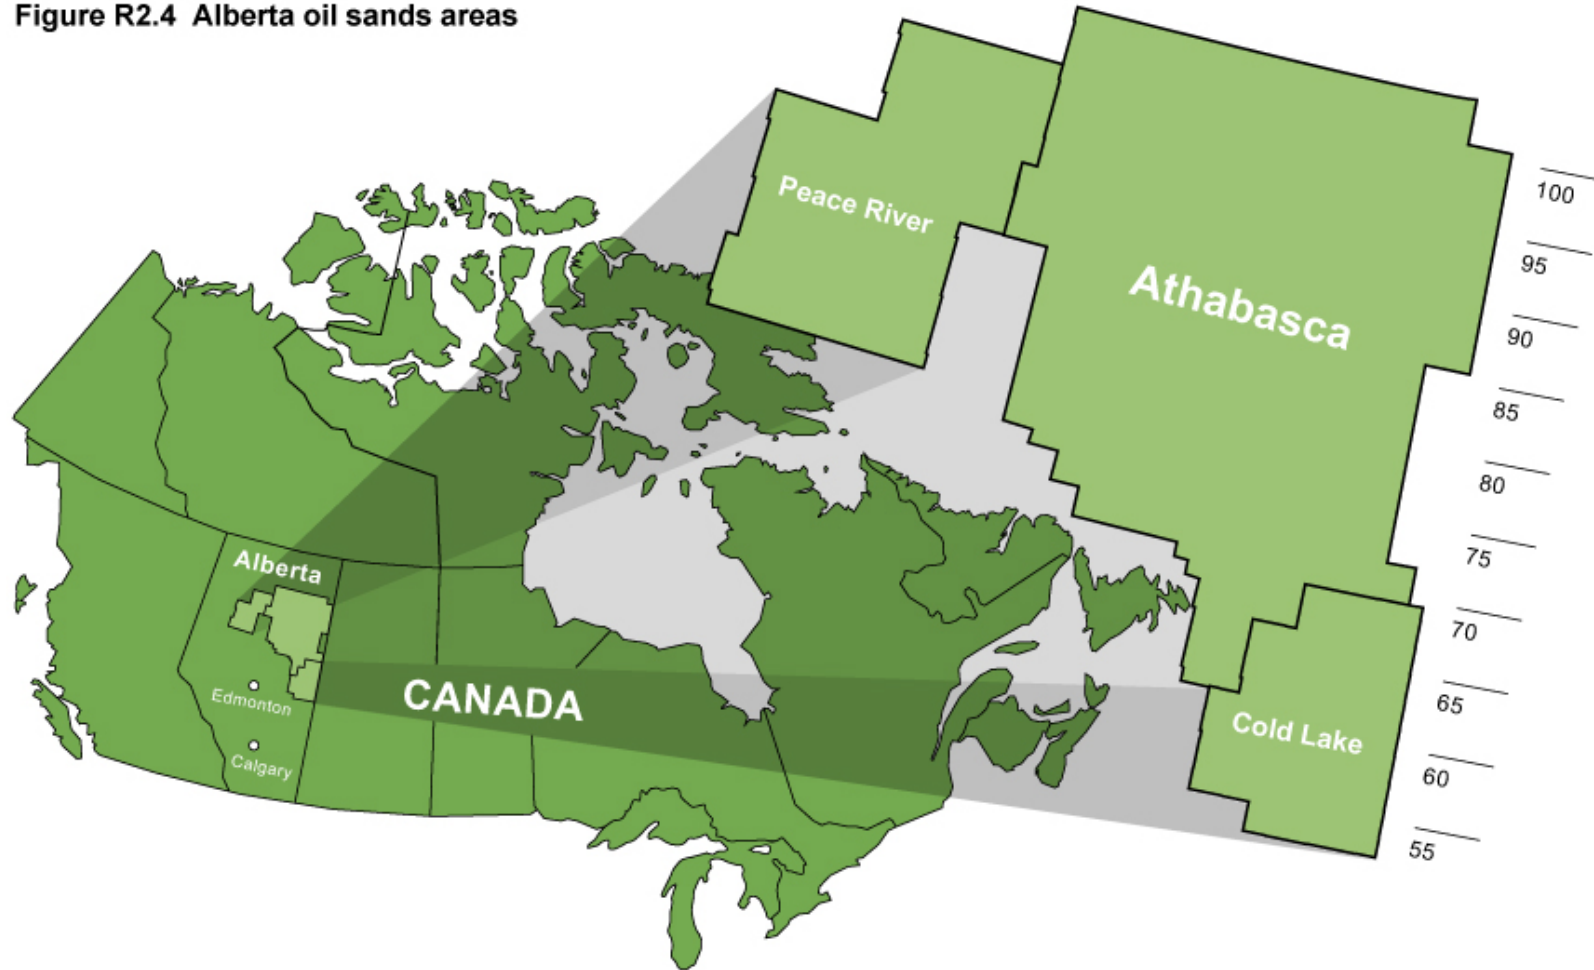 Figure R2.4 Alberta oil sands areas
Peace River
Athabasca
100
95
90
85
80
75
70
65
60
55
Cold Lake
Alberta
CANADA
Edmonton
Calgary